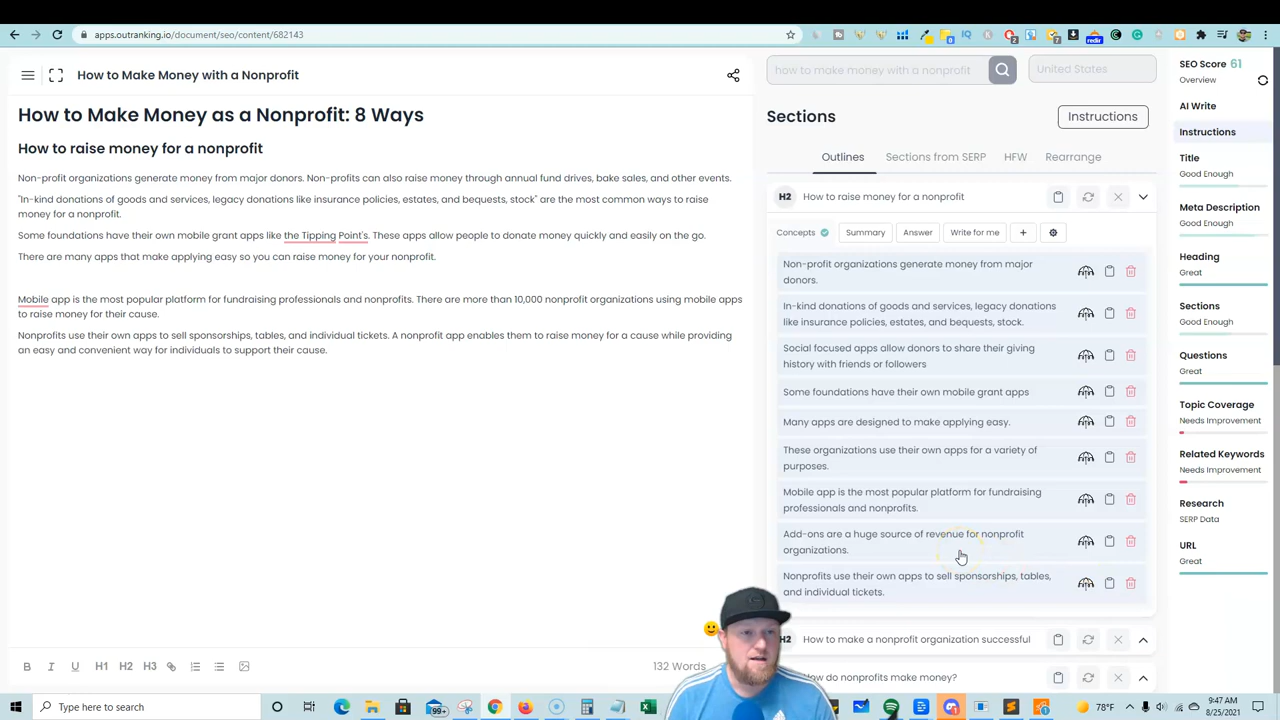 apps.outranking.io/document/seo/content/682143
How to Make Money with a Nonprofit
how to make money with a nonprofit
United States
SEO Score 61
Overview
AI Write
Instructions
Title
Good Enough
Meta Description
Good Enough
Heading
Great
Sections
Good Enough
Questions
Great
Topic Coverage
Needs Improvement
Related Keywords
Needs Improvement
Research
SERP Data
URL
Great
How to Make Money as a Nonprofit: 8 Ways
How to raise money for a nonprofit
Non-profit organizations generate money from major donors. Non-profits can also raise money through annual fund drives, bake sales, and other events.
"In-kind donations of goods and services, legacy donations like insurance policies, estates, and bequests, stock" are the most common ways to raise
money for a nonprofit.
Some foundations have their own mobile grant apps like the Tipping Point's. These apps allow people to donate money quickly and easily on the go.
There are many apps that make applying easy so you can raise money for your nonprofit.
Mobile app is the most popular platform for fundraising professionals and nonprofits. There are more than 10,000 nonprofit organizations using mobile apps
to raise money for their cause.
Nonprofits use their own apps to sell sponsorships, tables, and individual tickets. A nonprofit app enables them to raise money for a cause while providing
an easy and convenient way for individuals to support their cause.
Sections
Instructions
Outlines Sections from SERP HFW Rearrange
H2 How to raise money for a nonprofit
Concepts Summary Answer Write for me +
Non-profit organizations generate money from major
donors.
In-kind donations of goods and services, legacy donations
like insurance policies, estates, and bequests, stock.
Social focused apps allow donors to share their giving
history with friends or followers
Some foundations have their own mobile grant apps
Many apps are designed to make applying easy.
These organizations use their own apps for a variety of
purposes.
Mobile app is the most popular platform for fundraising
professionals and nonprofits.
Add-ons are a huge source of revenue for nonprofit
organizations.
Nonprofits use their own apps to sell sponsorships, tables,
and individual tickets.
H2 How to make a nonprofit organization successful
How do nonprofits make money?
B I U H1 H2 H3
132 Words
Type here to search
99+
78°F
9:47 AM
8/25/2021